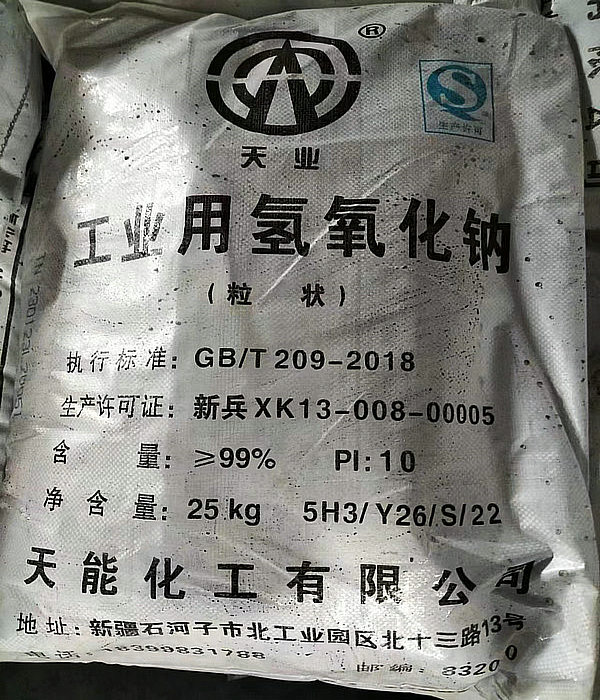 ®
S
生产许可
天业
工业用氢氧化钠
(粒 状)
执行标准: GB/T 209-2018
生产许可证: 新兵XK13-008-00005
含 量: ≥99% PI:10
净含量: 25 kg 5H3/Y26/S/22
天能化工有限公司
地址: 新疆石河子市北工业园区北十三路13号
电话: 18399831788
邮编: